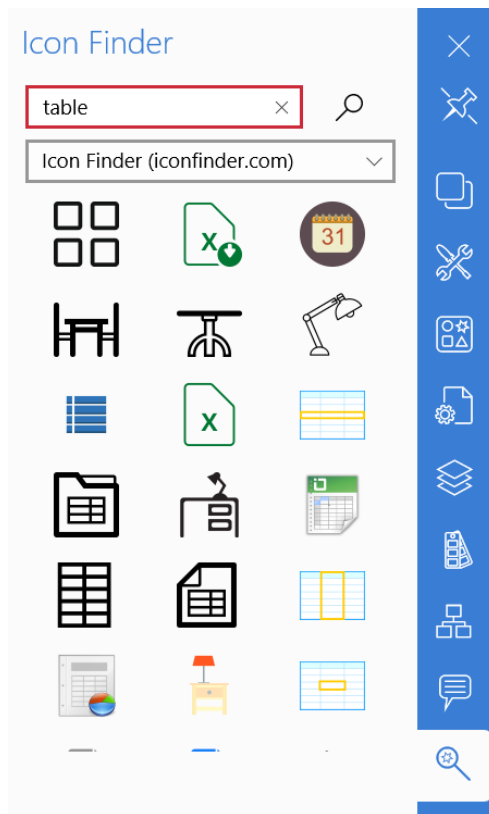 Icon Finder
table
Icon Finder (iconfinder.com)
X
31
X